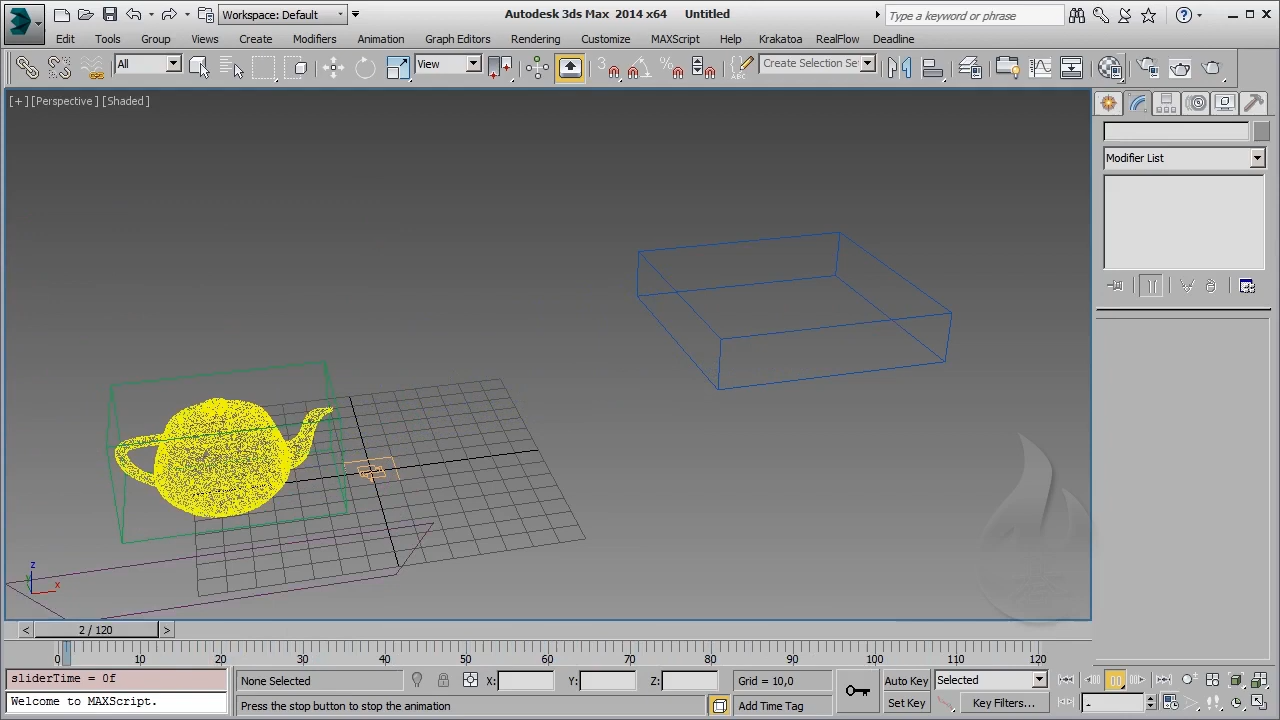 Workspace: Default
Autodesk 3ds Max 2014 x64 Untitled
Type a keyword or phrase
Edit Tools Group Views Create Modifiers Animation Graph Editors Rendering Customize MAXScript Help Krakatoa RealFlow Deadline
All View 3 Create Selection Se
[+][Perspective][Shaded]
Modifier List
z
x
< 2 / 120 >
0 10 20 30 40 50 60 70 80 90 100 110 120
sliderTime = 0f None Selected X: Y: Z: Grid = 10,0 Auto Key Selected
Welcome to MAXScript. Press the stop button to stop the animation Add Time Tag Set Key Key Filters...